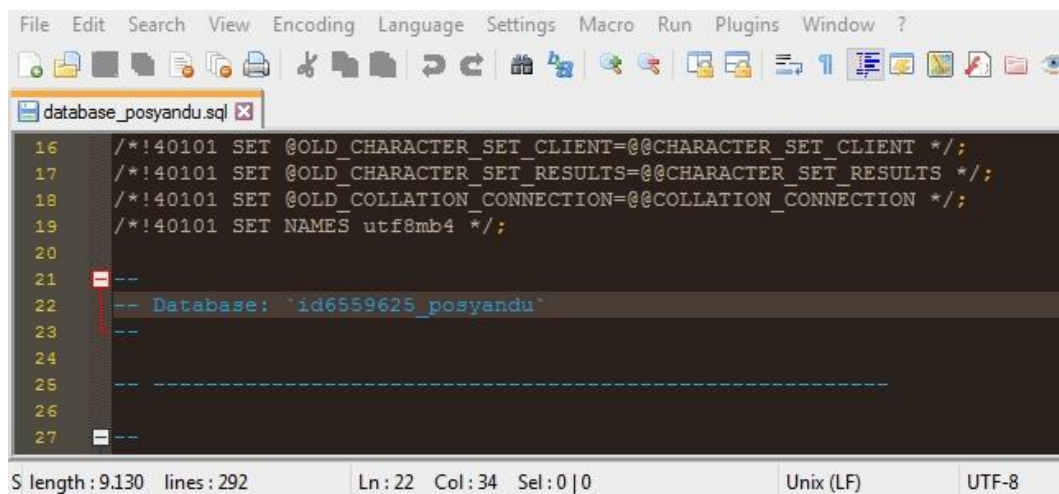 File Edit Search View Encoding Language Settings Macro Run Plugins Window ?
database_posyandu.sql
16 /*!40101 SET @OLD_CHARACTER_SET_CLIENT=@@CHARACTER_SET_CLIENT */;
17 /*!40101 SET @OLD_CHARACTER_SET_RESULTS=@@CHARACTER_SET_RESULTS */;
18 /*!40101 SET @OLD_COLLATION_CONNECTION=@@COLLATION_CONNECTION */;
19 /*!40101 SET NAMES utf8mb4 */;
20
21 --
22 -- Database: `id6559625_posyandu`
23 --
24
25 -- --------------------------------------------------------
26
27 --
S length : 9.130 lines : 292 Ln : 22 Col : 34 Sel : 0 | 0 Unix (LF) UTF-8